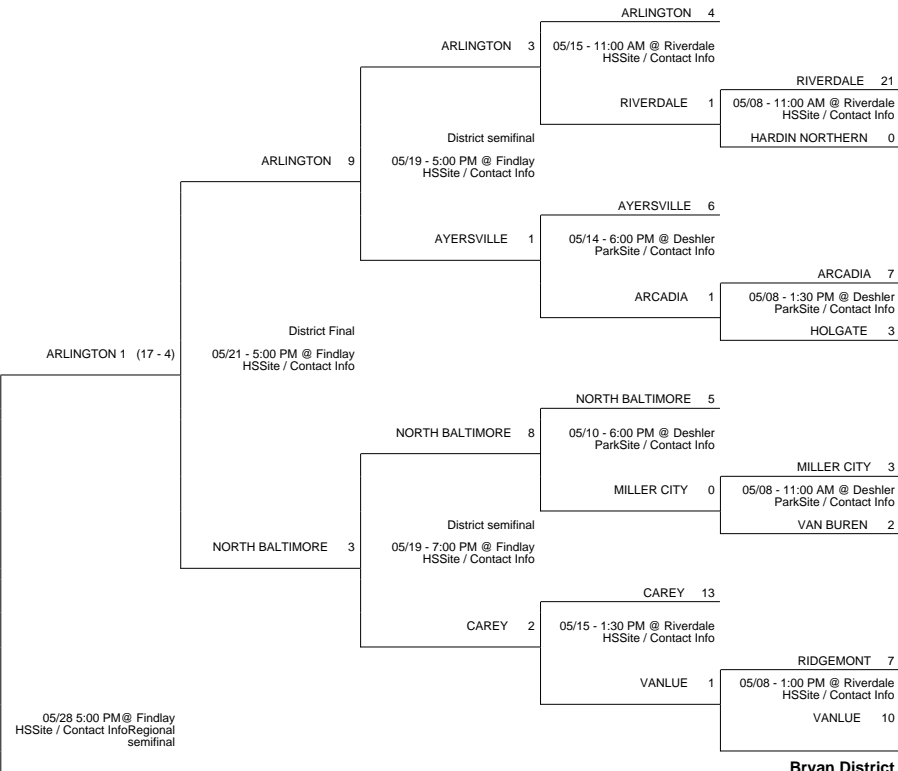 ARLINGTON 4
ARLINGTON 3
05/15 - 11:00 AM @ Riverdale
HSSite / Contact Info
RIVERDALE 21
RIVERDALE 1
05/08 - 11:00 AM @ Riverdale
HSSite / Contact Info
HARDIN NORTHERN 0
District semifinal
ARLINGTON 9
05/19 - 5:00 PM @ Findlay
HSSite / Contact Info
AYERSVILLE 6
AYERSVILLE 1
05/14 - 6:00 PM @ Deshler
ParkSite / Contact Info
ARCADIA 7
ARCADIA 1
05/08 - 1:30 PM @ Deshler
ParkSite / Contact Info
HOLGATE 3
District Final
ARLINGTON 1 (17 - 4)
05/21 - 5:00 PM @ Findlay
HSSite / Contact Info
NORTH BALTIMORE 5
NORTH BALTIMORE 8
05/10 - 6:00 PM @ Deshler
ParkSite / Contact Info
MILLER CITY 3
MILLER CITY 0
05/08 - 11:00 AM @ Deshler
ParkSite / Contact Info
VAN BUREN 2
District semifinal
NORTH BALTIMORE 3
05/19 - 7:00 PM @ Findlay
HSSite / Contact Info
CAREY 13
CAREY 2
05/15 - 1:30 PM @ Riverdale
HSSite / Contact Info
RIDGEMONT 7
VANLUE 1
05/08 - 1:00 PM @ Riverdale
HSSite / Contact Info
VANLUE 10
05/28 5:00 PM@ Findlay
HSSite / Contact InfoRegional
semifinal
Bryan District